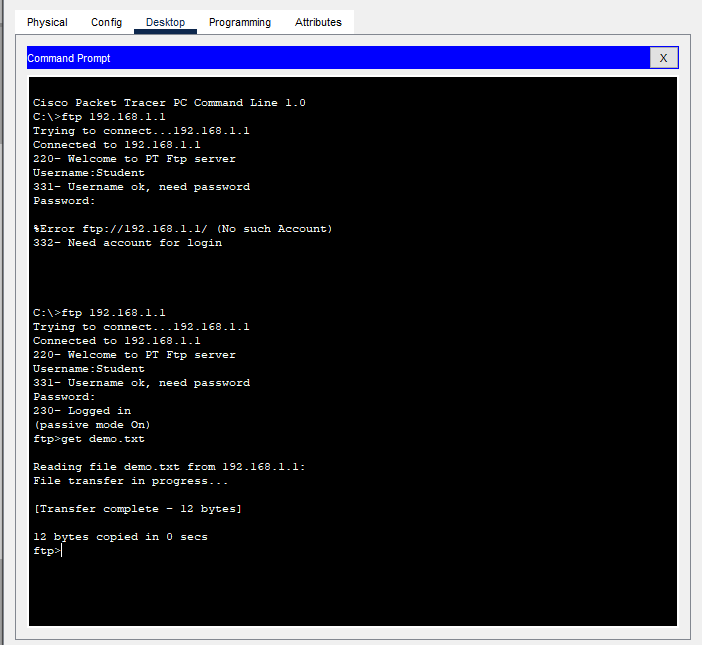 Physical Config Desktop Programming Attributes
Command Prompt X
Cisco Packet Tracer PC Command Line 1.0
C:\>ftp 192.168.1.1
Trying to connect...192.168.1.1
Connected to 192.168.1.1
220- Welcome to PT Ftp server
Username:Student
331- Username ok, need password
Password:
%Error ftp://192.168.1.1/ (No such Account)
332- Need account for login
C:\>ftp 192.168.1.1
Trying to connect...192.168.1.1
Connected to 192.168.1.1
220- Welcome to PT Ftp server
Username:Student
331- Username ok, need password
Password:
230- Logged in
(passive mode On)
ftp>get demo.txt
Reading file demo.txt from 192.168.1.1:
File transfer in progress...
[Transfer complete - 12 bytes]
12 bytes copied in 0 secs
ftp>